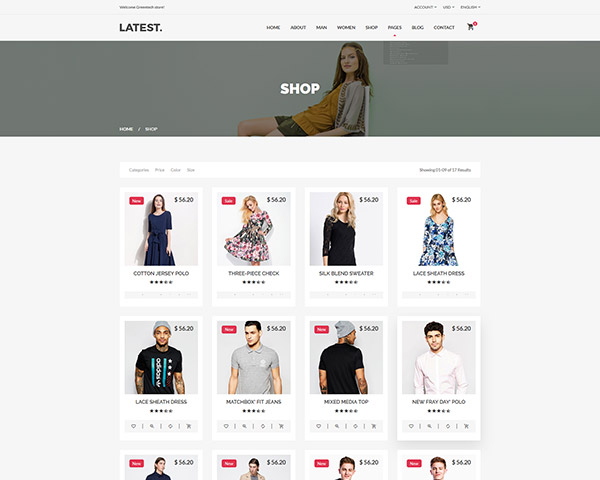 Welcome Greentech store!
ACCOUNT USD ENGLISH
LATEST.
HOME ABOUT MAN WOMEN SHOP PAGES BLOG CONTACT
SHOP
HOME / SHOP
Categories Price Color Size
Showing 01-09 of 17 Results
New $ 56.20
Sale $ 56.20
$ 56.20
Sale $ 56.20
COTTON JERSEY POLO
THREE-PIECE CHECK
SILK BLEND SWEATER
LACE SHEATH DRESS
$ 56.20
New $ 56.20
New $ 56.20
$ 56.20
adidas
LACE SHEATH DRESS
MATCHBOX' FIT JEANS
MIXED MEDIA TOP
NEW FRAY DAY' POLO
$ 56.20
New $ 56.20
$ 56.20
New $ 56.20